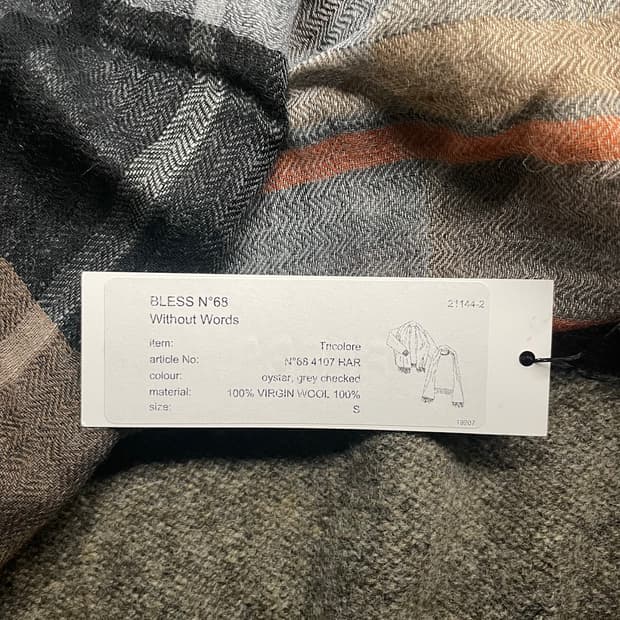 BLESS N°68 21144-2
Without Words
item: Tricolore
article No: N°68 4107 HAR
colour: oyster, grey checked
material: 100% VIRGIN WOOL 100%
size: S